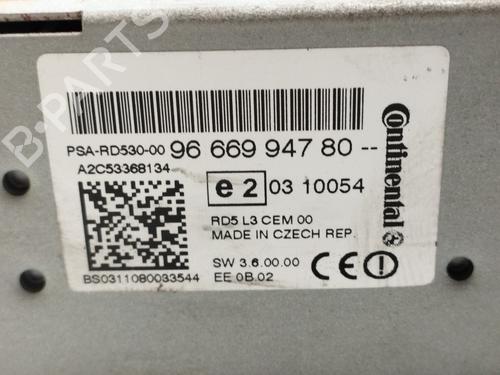 PSA-RD530-00 96 669 947 80 --
A2C53368134
e2 03 10054
RD5 L3 CEM 00
MADE IN CZECH REP.
SW 3.6.00.00
EE 0B.02
CE
BS0311080033544
Continental
B-PARTS